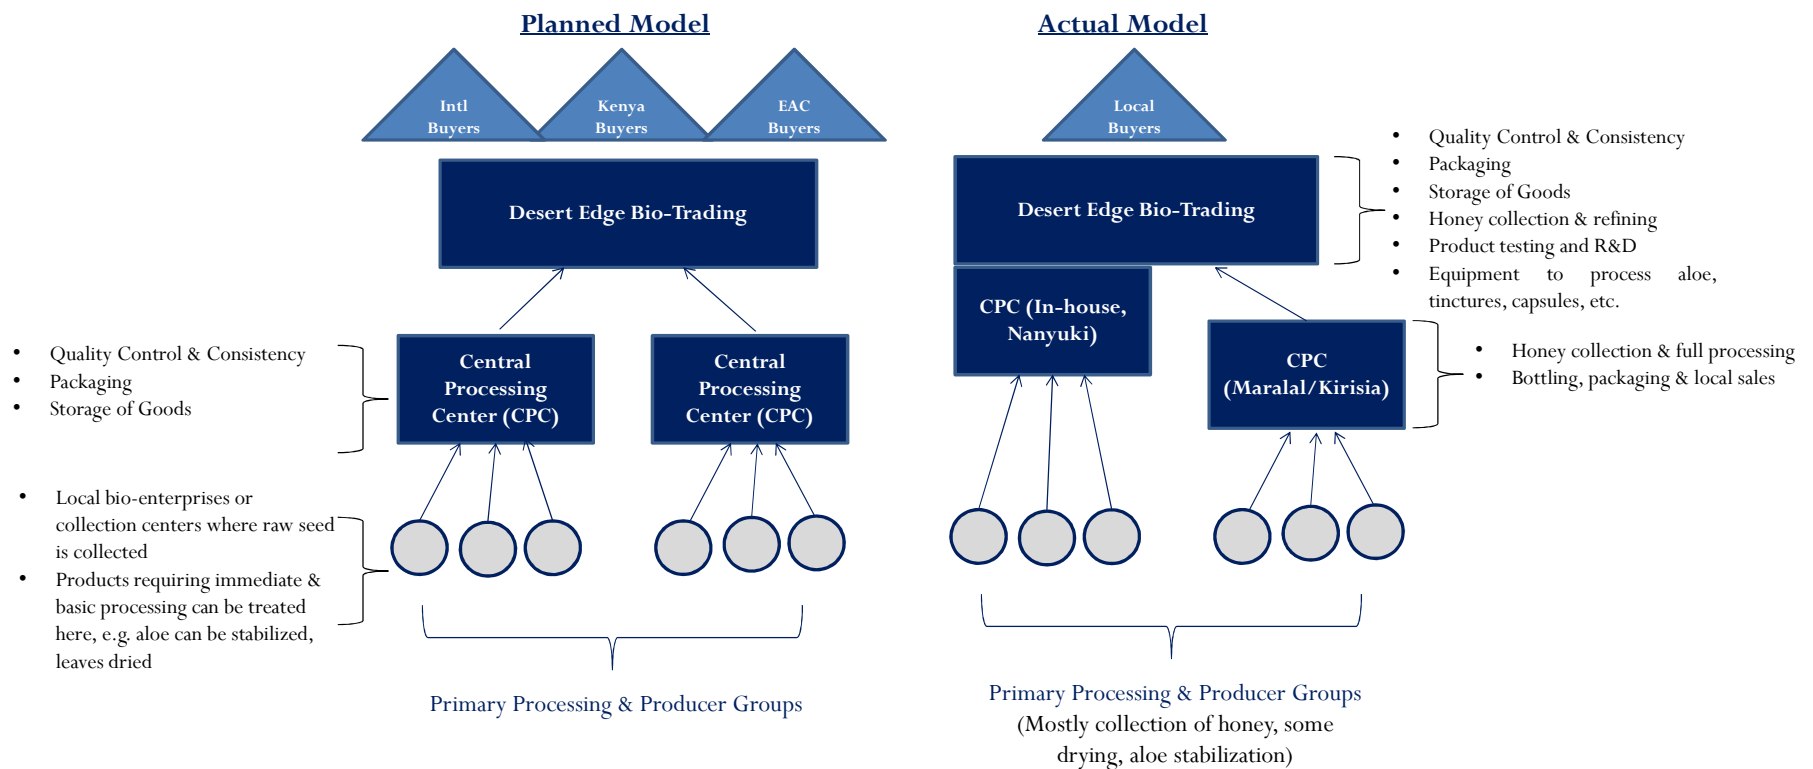 Planned Model
Intl
Buyers
Kenya
Buyers
EAC
Buyers
Desert Edge Bio-Trading
Central
Processing
Center (CPC)
Central
Processing
Center (CPC)
• Quality Control & Consistency
• Packaging
• Storage of Goods
• Local bio-enterprises or
collection centers where raw seed
is collected
• Products requiring immediate &
basic processing can be treated
here, e.g. aloe can be stabilized,
leaves dried
Primary Processing & Producer Groups
Actual Model
Local
Buyers
Desert Edge Bio-Trading
• Quality Control & Consistency
• Packaging
• Storage of Goods
• Honey collection & refining
• Product testing and R&D
• Equipment to process aloe,
tinctures, capsules, etc.
CPC (In-house,
Nanyuki)
CPC
(Maralal/Kirisia)
• Honey collection & full processing
• Bottling, packaging & local sales
Primary Processing & Producer Groups
(Mostly collection of honey, some
drying, aloe stabilization)